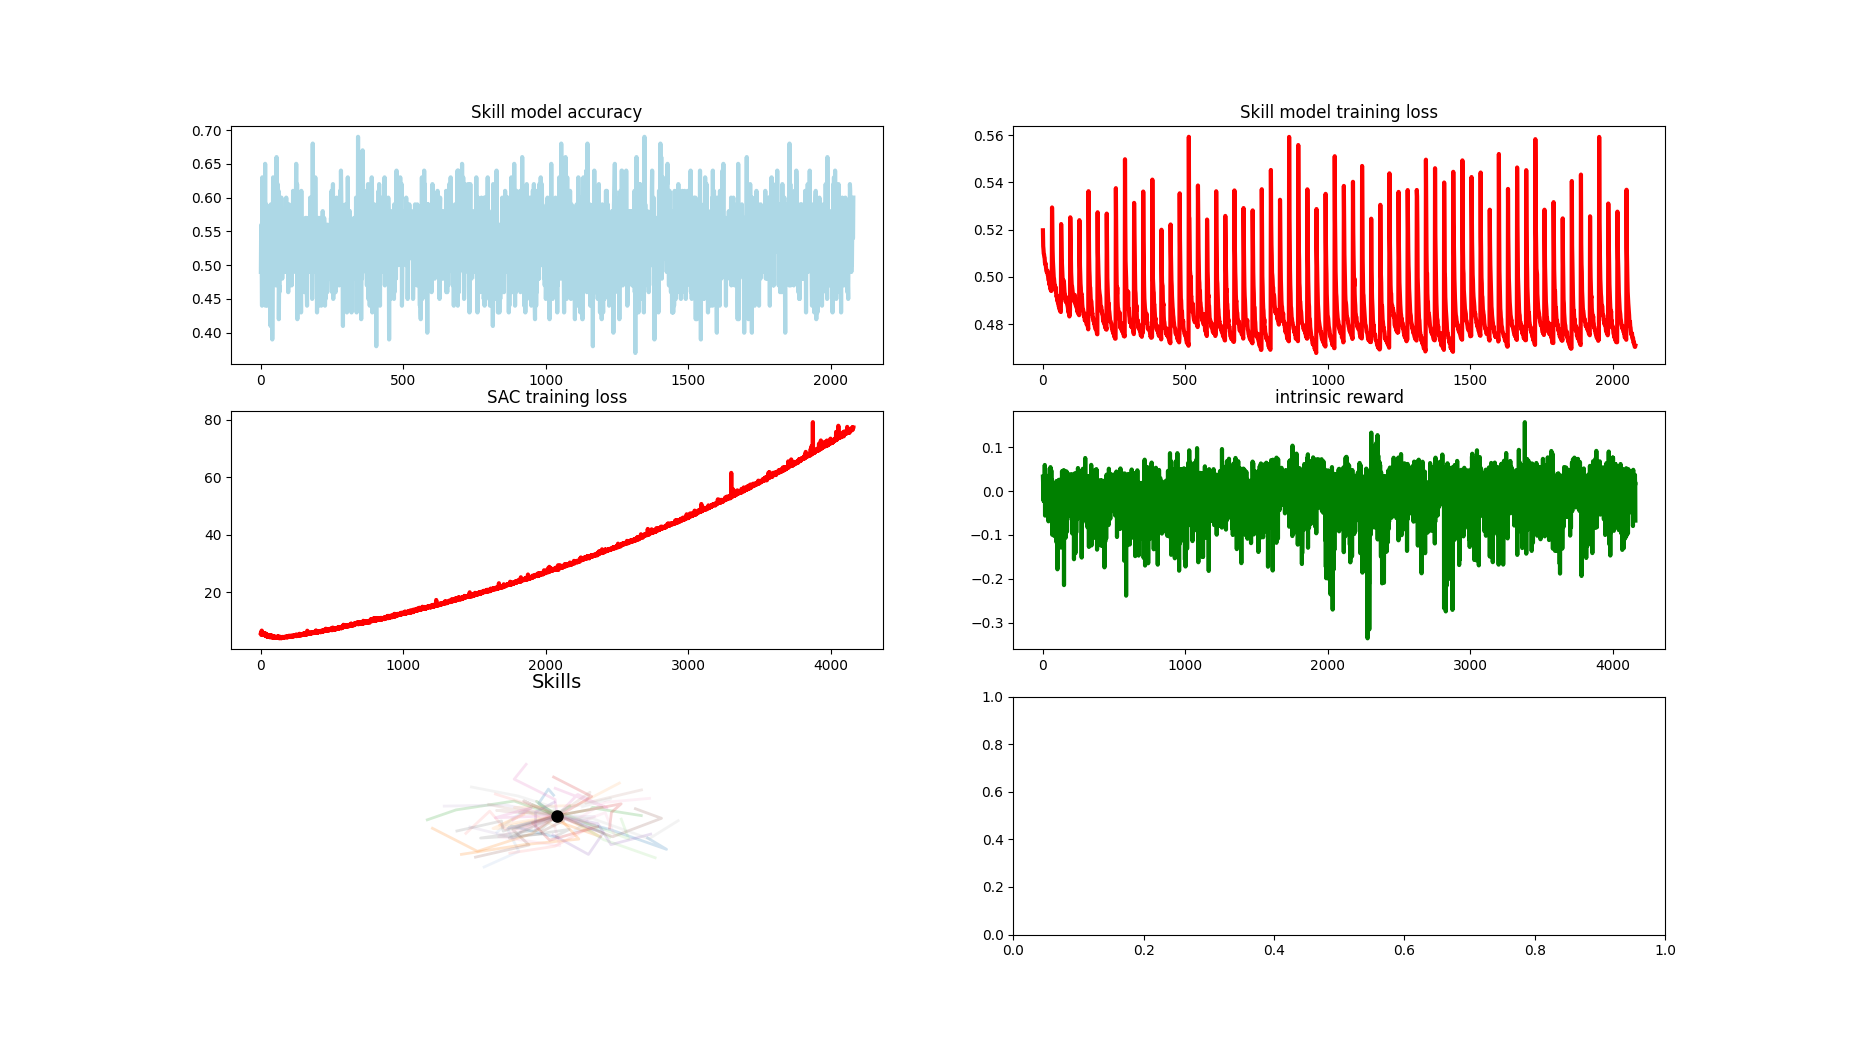 Skill model accuracy
0.70
0.65
0.60
0.55
0.50
0.45
0.40
0 500 1000 1500 2000
Skill model training loss
0.56
0.54
0.52
0.50
0.48
0 500 1000 1500 2000
SAC training loss
80
60
40
20
0 1000 2000 3000 4000
intrinsic reward
0.1
0.0
−0.1
−0.2
−0.3
0 1000 2000 3000 4000
Skills
1.0
0.8
0.6
0.4
0.2
0.0
0.0 0.2 0.4 0.6 0.8 1.0